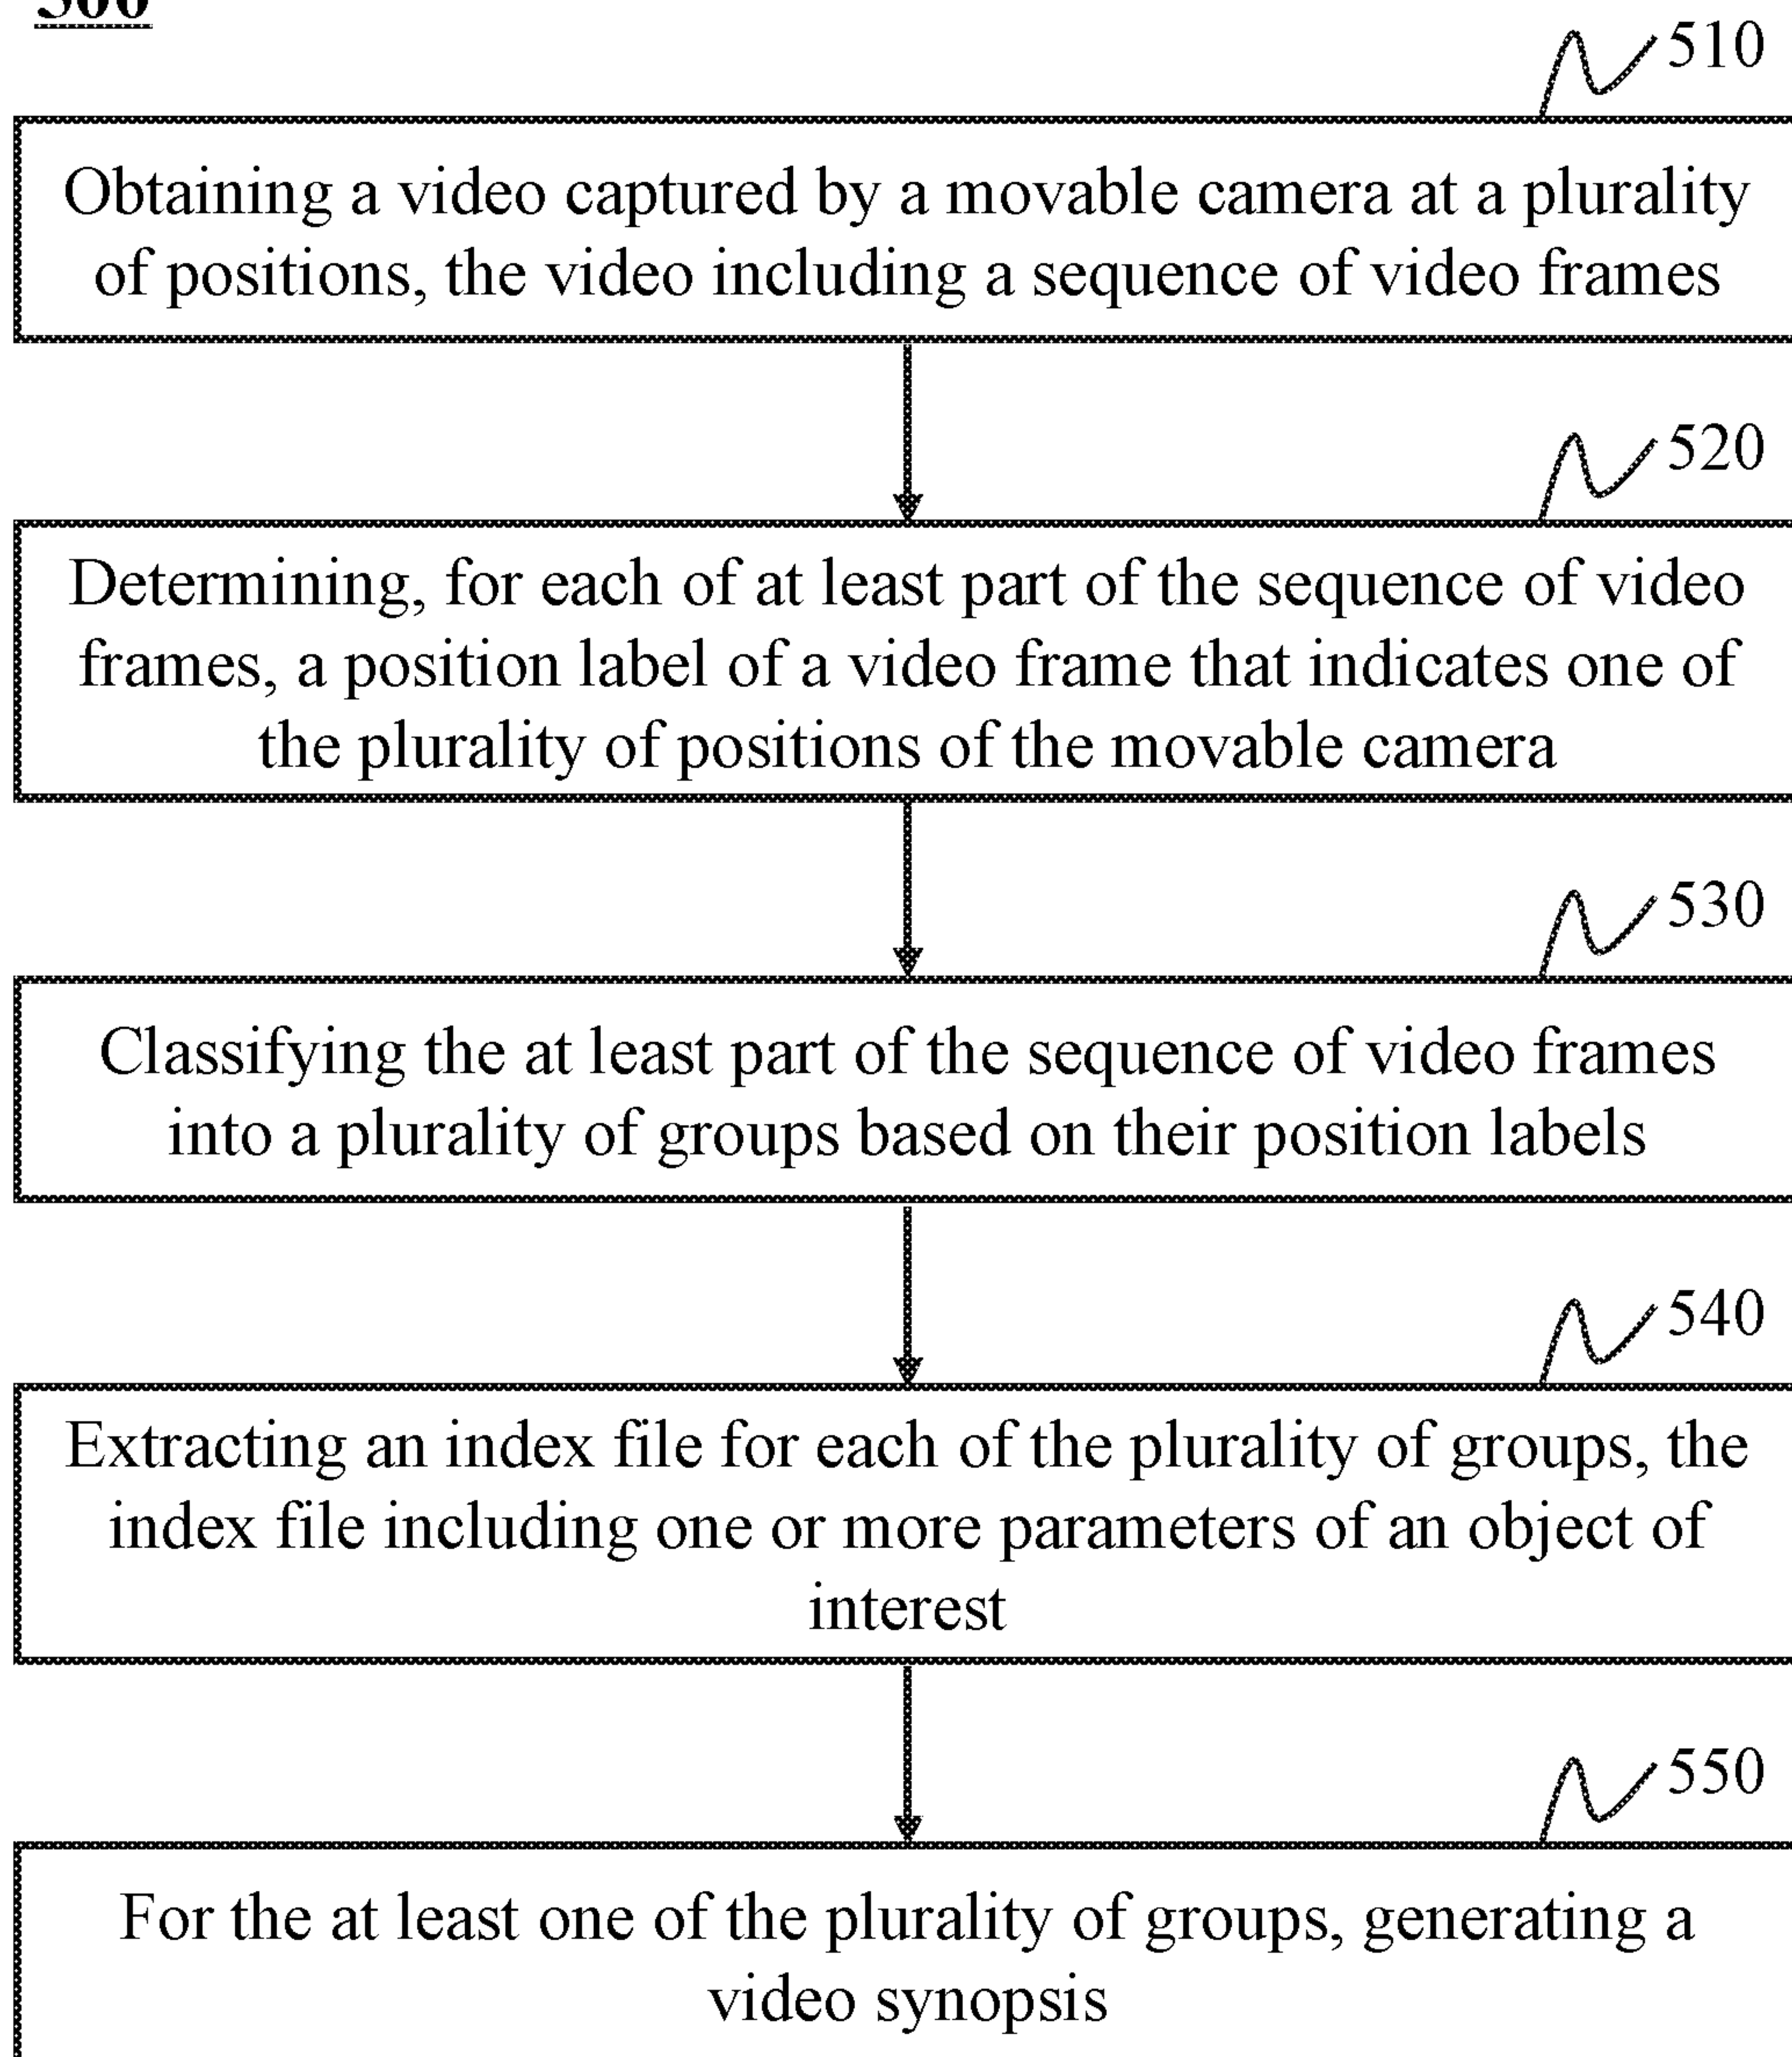 510
Obtaining a video captured by a movable camera at a plurality
of positions, the video including a sequence of video frames
520
Determining, for each of at least part of the sequence of video
frames, a position label of a video frame that indicates one of
the plurality of positions of the movable camera
530
Classifying the at least part of the sequence of video frames
into a plurality of groups based on their position labels
540
Extracting an index file for each of the plurality of groups, the
index file including one or more parameters of an object of
interest
550
For the at least one of the plurality of groups, generating a
video synopsis